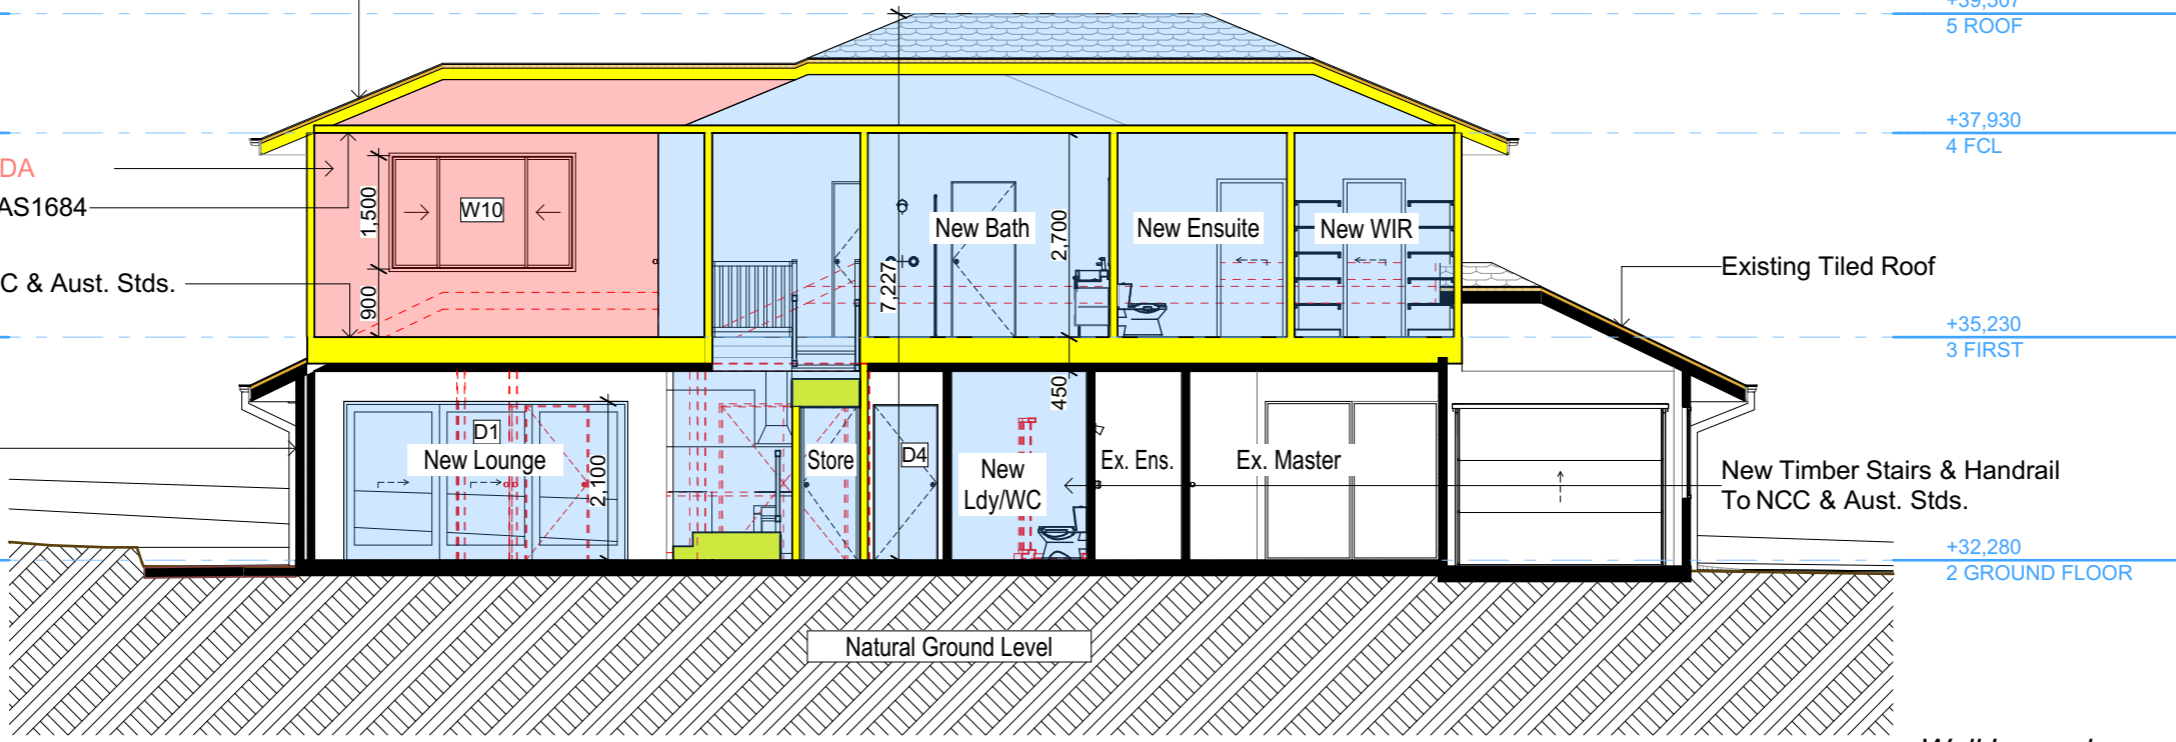 +39,507
5 ROOF
+37,930
4 FCL
DA
AS1684
C & Aust. Stds.
1,500
900
W10
7,227
New Bath
2,700
New Ensuite
New WIR
Existing Tiled Roof
+35,230
3 FIRST
450
D1
New Lounge
2,100
Store
D4
New
Ldy/WC
Ex. Ens.
Ex. Master
New Timber Stairs & Handrail
To NCC & Aust. Stds.
+32,280
2 GROUND FLOOR
Natural Ground Level